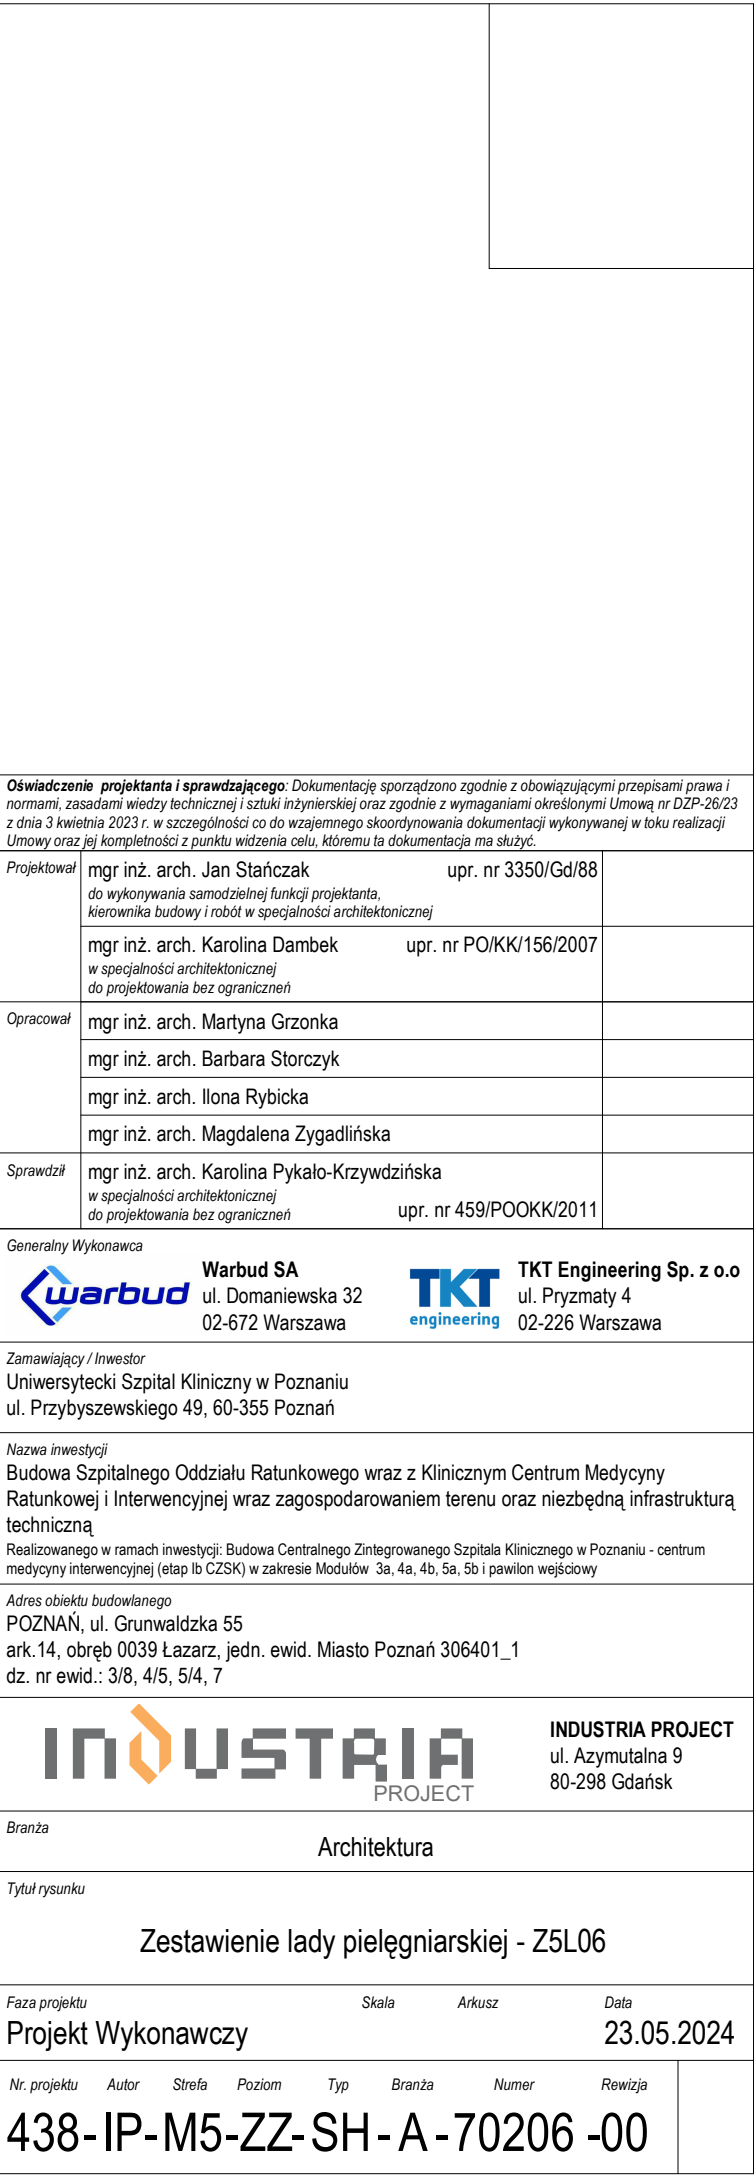 Oświadczenie projektanta i sprawdzającego: Dokumentację sporządzono zgodnie z obowiązującymi przepisami prawa i
normami, zasadami wiedzy technicznej i sztuki inżynierskiej oraz zgodnie z wymaganiami określonymi Umową nr DZP-26/23
z dnia 3 kwietnia 2023 r. w szczególności co do wzajemnego skoordynowania dokumentacji wykonywanej w toku realizacji
Umowy oraz jej kompletności z punktu widzenia celu, któremu ta dokumentacja ma służyć.
Projektował mgr inż. arch. Jan Stańczak upr. nr 3350/Gd/88
do wykonywania samodzielnej funkcji projektanta,
kierownika budowy i robót w specjalności architektonicznej
mgr inż. arch. Karolina Dambek upr. nr PO/KK/156/2007
w specjalności architektonicznej
do projektowania bez ograniczneń
Opracował mgr inż. arch. Martyna Grzonka
mgr inż. arch. Barbara Storczyk
mgr inż. arch. Ilona Rybicka
mgr inż. arch. Magdalena Zygadlińska
Sprawdził mgr inż. arch. Karolina Pykało-Krzywdzińska
w specjalności architektonicznej
do projektowania bez ograniczneń upr. nr 459/POOKK/2011
Generalny Wykonawca
warbud
Warbud SA
ul. Domaniewska 32
02-672 Warszawa
TKT
engineering
TKT Engineering Sp. z o.o
ul. Pryzmaty 4
02-226 Warszawa
Zamawiający / Inwestor
Uniwersytecki Szpital Kliniczny w Poznaniu
ul. Przybyszewskiego 49, 60-355 Poznań
Nazwa inwestycji
Budowa Szpitalnego Oddziału Ratunkowego wraz z Klinicznym Centrum Medycyny
Ratunkowej i Interwencyjnej wraz zagospodarowaniem terenu oraz niezbędną infrastrukturą
techniczną
Realizowanego w ramach inwestycji: Budowa Centralnego Zintegrowanego Szpitala Klinicznego w Poznaniu - centrum
medycyny interwencyjnej (etap Ib CZSK) w zakresie Modułów 3a, 4a, 4b, 5a, 5b i pawilon wejściowy
Adres obiektu budowlanego
POZNAŃ, ul. Grunwaldzka 55
ark.14, obręb 0039 Łazarz, jedn. ewid. Miasto Poznań 306401_1
dz. nr ewid.: 3/8, 4/5, 5/4, 7
INDUSTRIA
PROJECT
INDUSTRIA PROJECT
ul. Azymutalna 9
80-298 Gdańsk
Branża
Architektura
Tytuł rysunku
Zestawienie lady pielęgniarskiej - Z5L06
Faza projektu Skala Arkusz Data
Projekt Wykonawczy 23.05.2024
Nr. projektu Autor Strefa Poziom Typ Branża Numer Rewizja
438-IP-M5-ZZ-SH-A-70206 -00